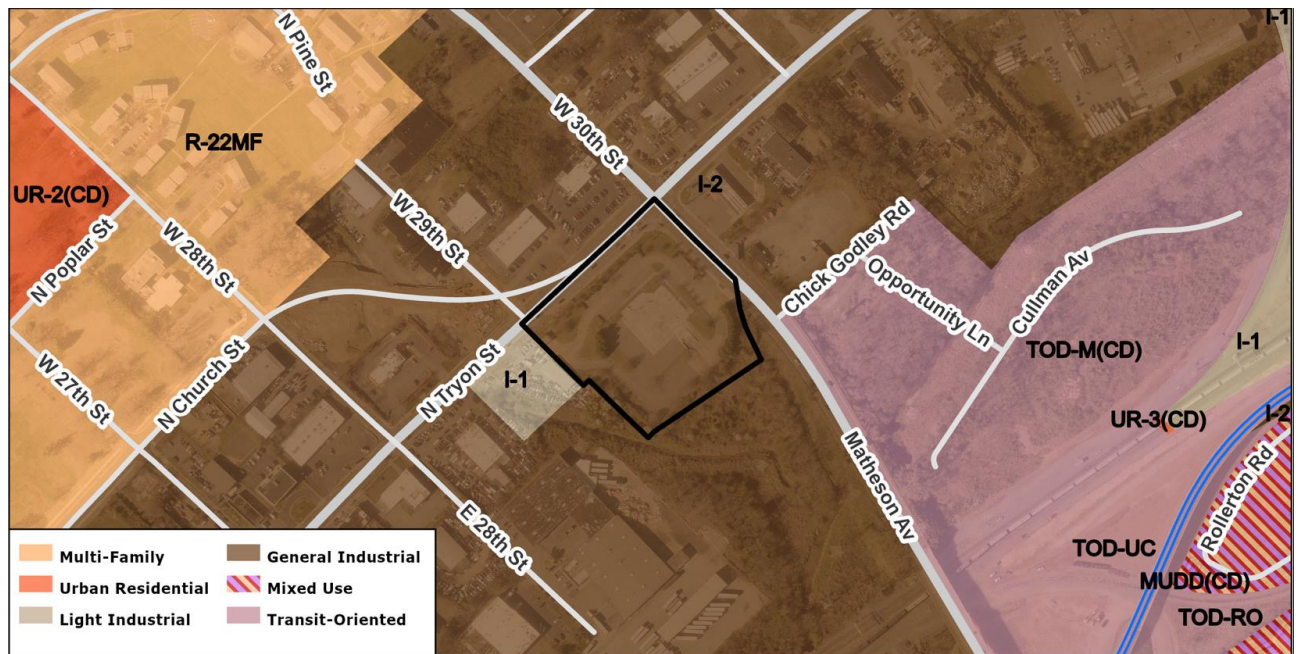 I-1
N Pine St
R-22MF
W 30th St
UR-2(CD)
I-2
W 29th St
N Poplar St
W 28th St
Chick Godley Rd
Opportunity Ln
Cullman Av
TOD-M(CD)
I-1
N Church St
N Tryon St
I-1
W 27th St
UR-3(CD)
I-2
Matheson Av
Rollerton Rd
E 28th St
TOD-UC
MUDD(CD)
TOD-RO
Multi-Family
General Industrial
Urban Residential
Mixed Use
Light Industrial
Transit-Oriented